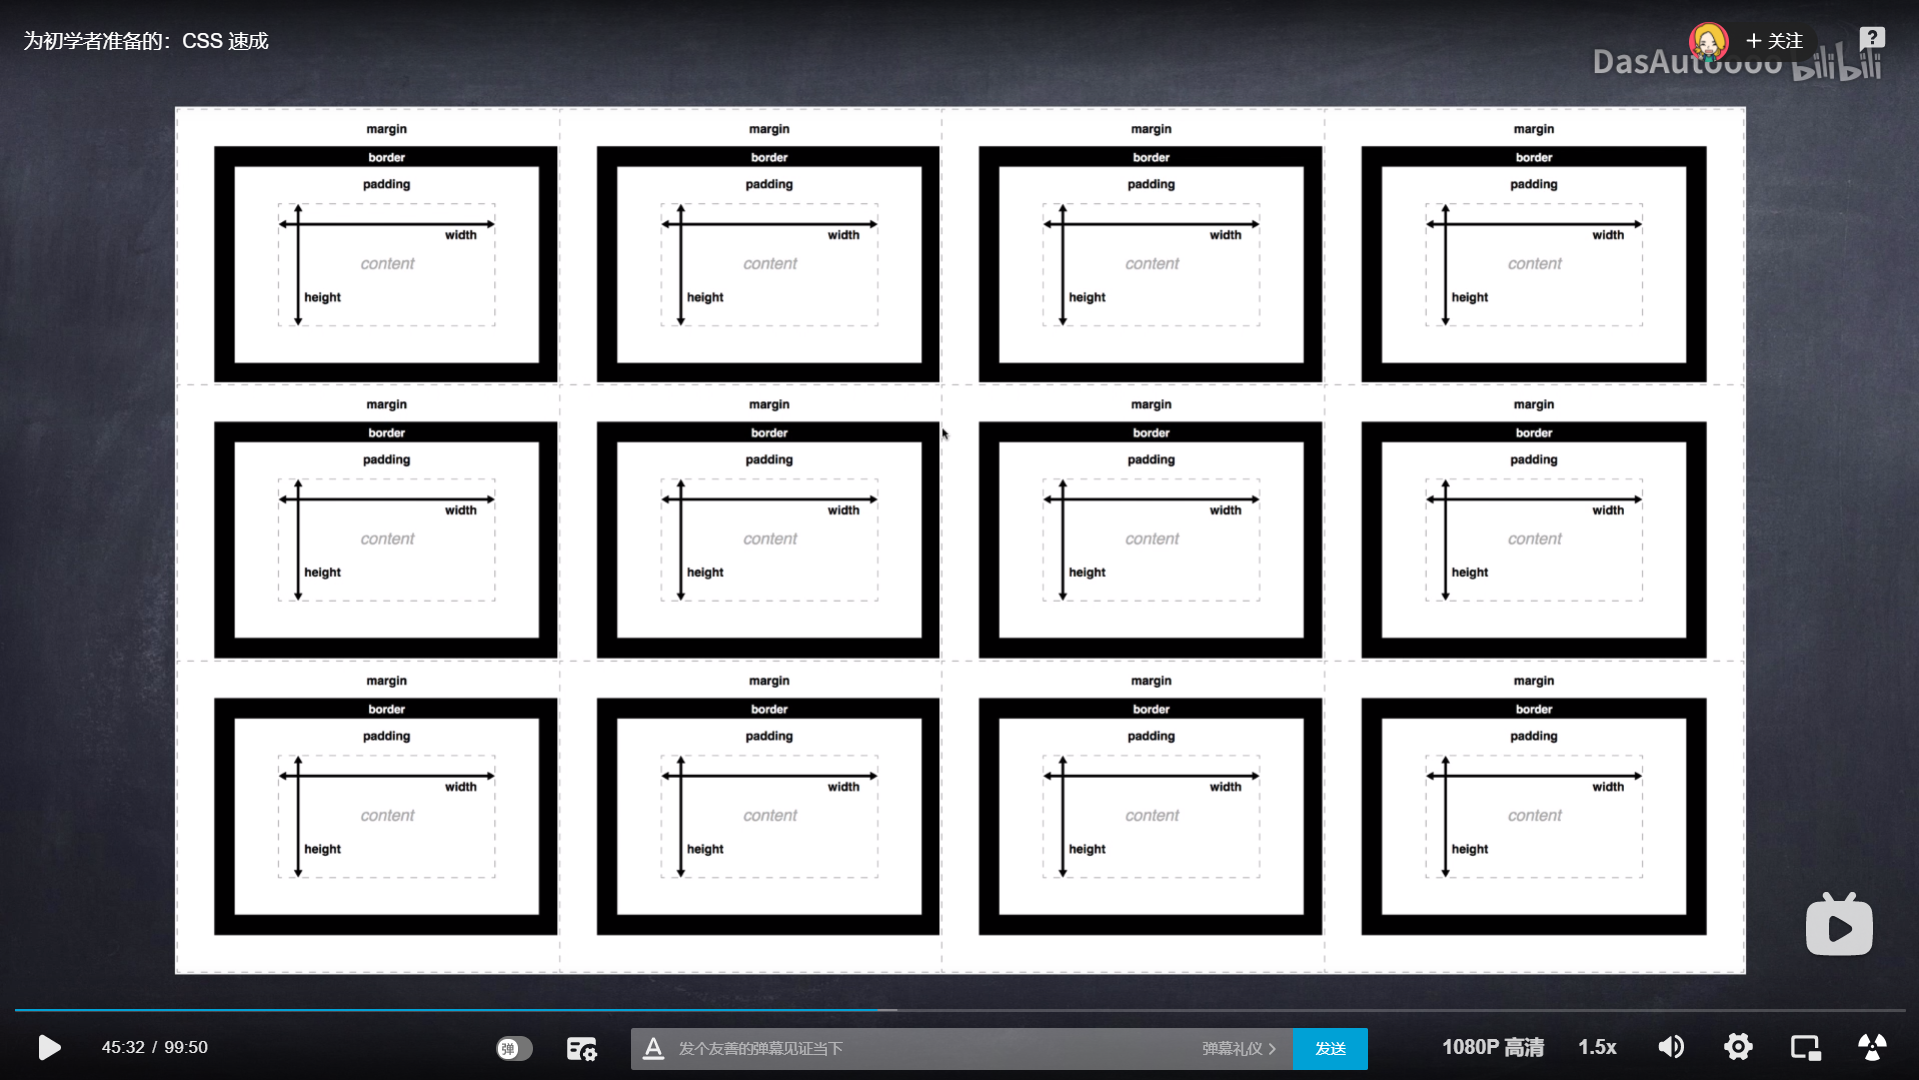 为初学者准备的：CSS 速成
+ 关注
DasAutoooo bilibili
margin margin margin margin
border border border border
padding padding padding padding
width width width width
content content content content
height height height height
margin margin margin margin
border border border border
padding padding padding padding
width width width width
content content content content
height height height height
margin margin margin margin
border border border border
padding padding padding padding
width width width width
content content content content
height height height height
45:32 / 99:50
弹
A 发个友善的弹幕见证当下
弹幕礼仪 >
发送
1080P 高清
1.5x